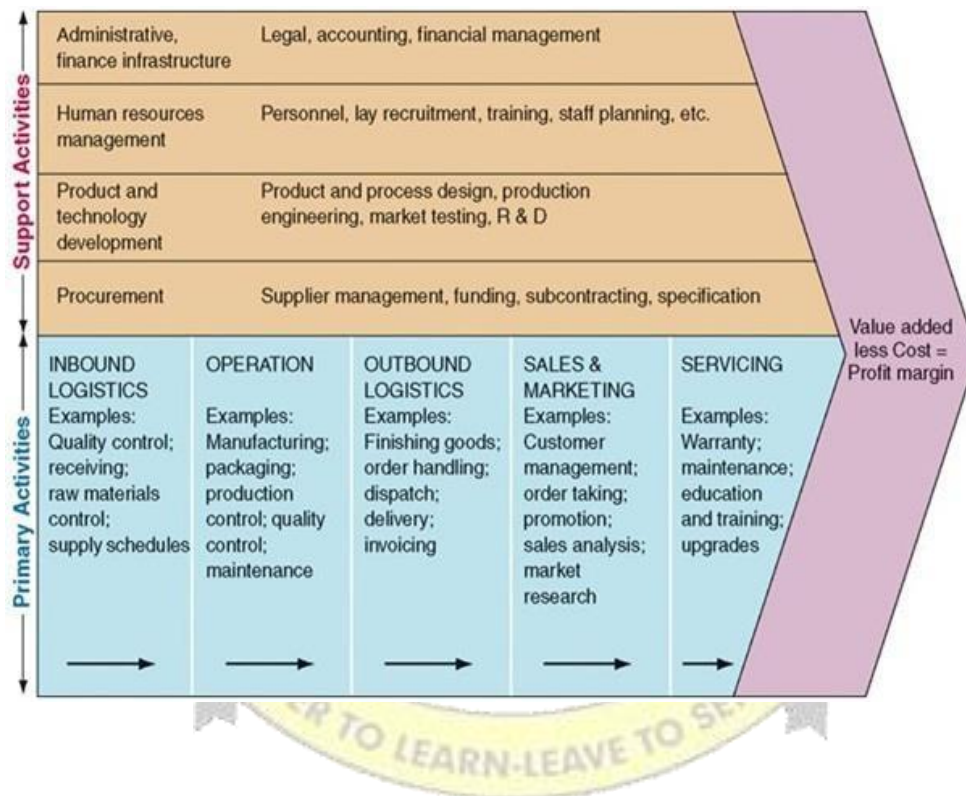 Support Activities
Administrative,
finance infrastructure
Legal, accounting, financial management
Human resources
management
Personnel, lay recruitment, training, staff planning, etc.
Product and
technology
development
Product and process design, production
engineering, market testing, R & D
Procurement
Supplier management, funding, subcontracting, specification
Primary Activities
INBOUND
LOGISTICS
Examples:
Quality control;
receiving;
raw materials
control;
supply schedules
OPERATION
Examples:
Manufacturing;
packaging;
production
control; quality
control;
maintenance
OUTBOUND
LOGISTICS
Examples:
Finishing goods;
order handling;
dispatch;
delivery;
invoicing
SALES &
MARKETING
Examples:
Customer
management;
order taking;
promotion;
sales analysis;
market
research
SERVICING
Examples:
Warranty;
maintenance;
education
and training;
upgrades
Value added
less Cost =
Profit margin
TO LEARN-LEAVE TO